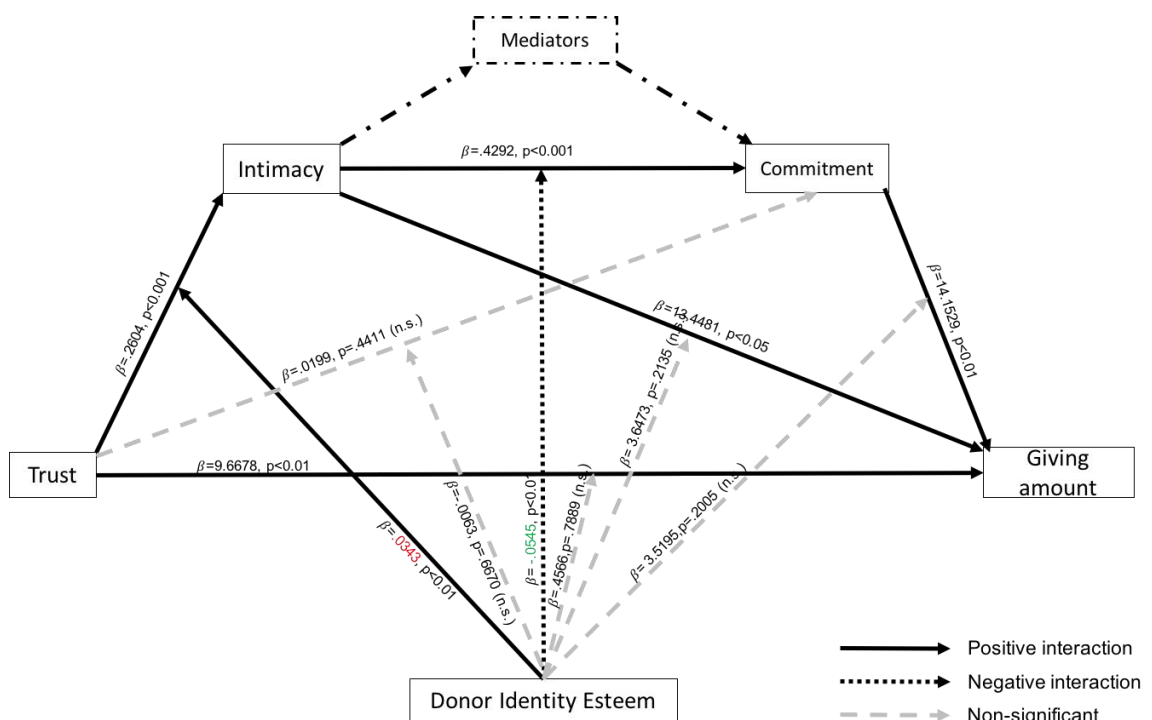 Mediators
β=.4292, p<0.001
Intimacy
Commitment
β=.2604, p<0.001
β=.0199, p=.4411 (n.s.)
β=13.4481, p<0.05
β=14.1529, p<0.01
Trust
β=9.6678, p<0.01
Giving
amount
β=.0343, p<0.01
β=-.0063, p=.6670 (n.s.)
β= -.0545, p<0.01
β=.4566,p=.7889 (n.s.)
β= 3.6473, p=.2135 (n.s.)
β= 3.5195,p=.2005 (n.s.)
Donor Identity Esteem
Positive interaction
Negative interaction
Non-significant